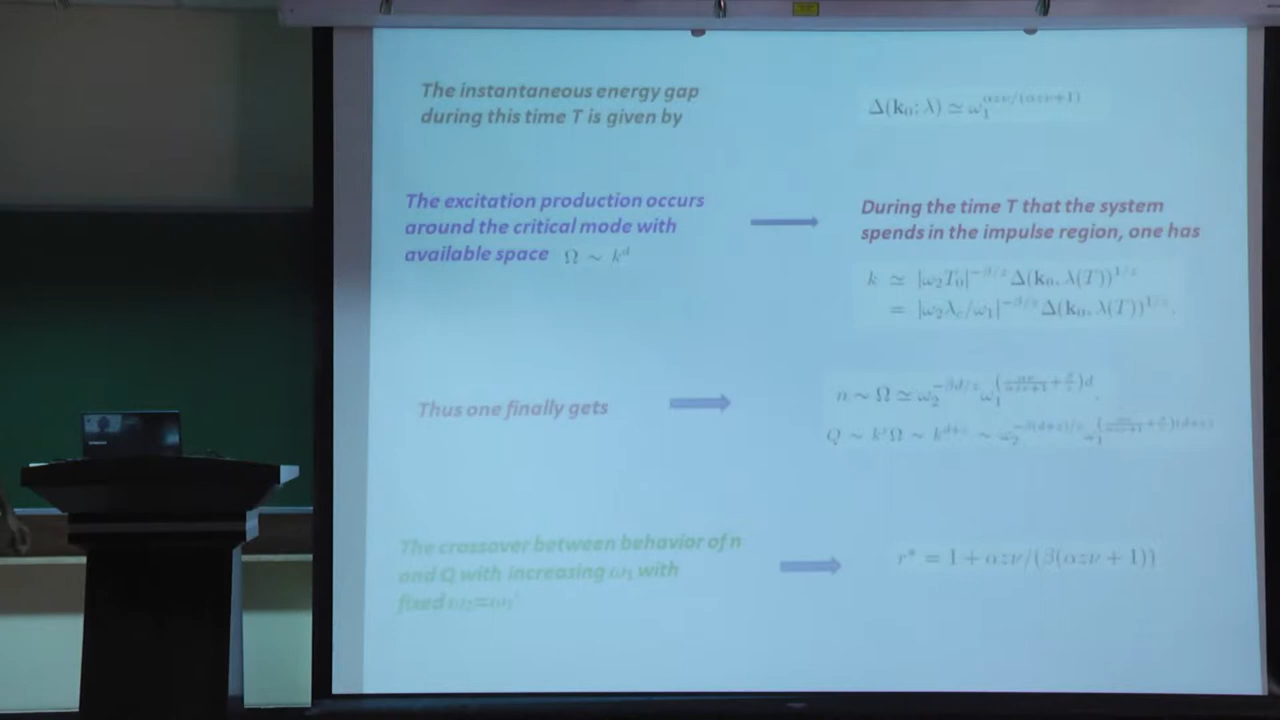 The instantaneous energy gap
during this time T is given by
Δ(k₀; λ) ≃ ω₁^{αzν/(αzν+1)}
The excitation production occurs
around the critical mode with
available space Ω ~ k^d
During the time T that the system
spends in the impulse region, one has
k ≃ |ω₂T₀|^{-β/z} Δ(k₀, λ(T))^{1/z}
= |ω₂λ_c/ω₁|^{-β/z} Δ(k₀, λ(T))^{1/z}.
Thus one finally gets
n ~ Ω ≃ ω₂^{-βd/z} ω₁^{(αν/(αzν+1) + β/z)d},
Q ~ k^zΩ ~ k^{d+z} ~ ω₂^{-β(d+z)/z} ω₁^{(αν/(αzν+1) + β/z)(d+z)}
The crossover between behavior of n
and Q with increasing ω₁ with
r* = 1 + αzν/(β(αzν + 1))